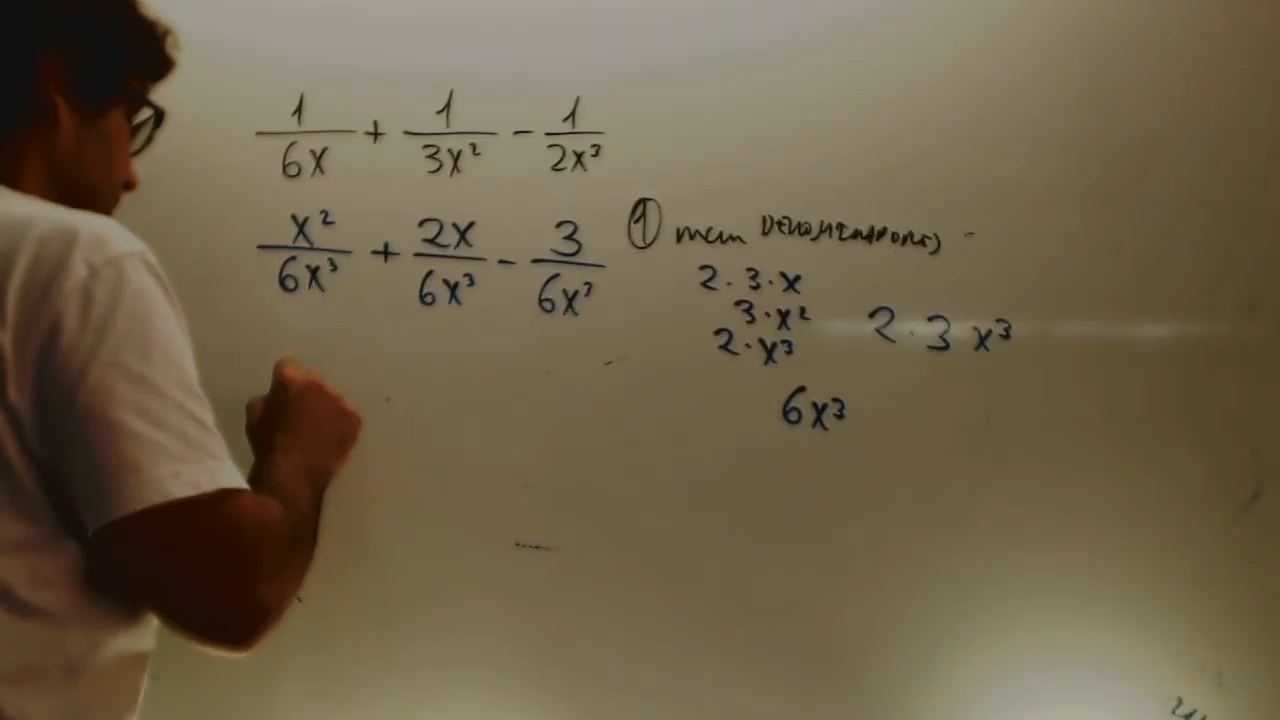 1/6x + 1/3x² - 1/2x³
x²/6x³ + 2x/6x³ - 3/6x³
① mcm DENOMINADORES
2·3·x
3·x²
2·x³
2·3 x³
6x³